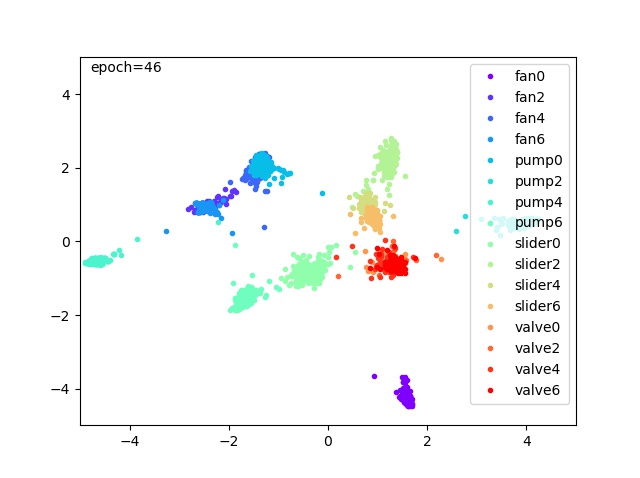 epoch=46
fan0
fan2
fan4
fan6
pump0
pump2
pump4
pump6
slider0
slider2
slider4
slider6
valve0
valve2
valve4
valve6
4
2
0
−2
−4
−4
−2
0
2
4